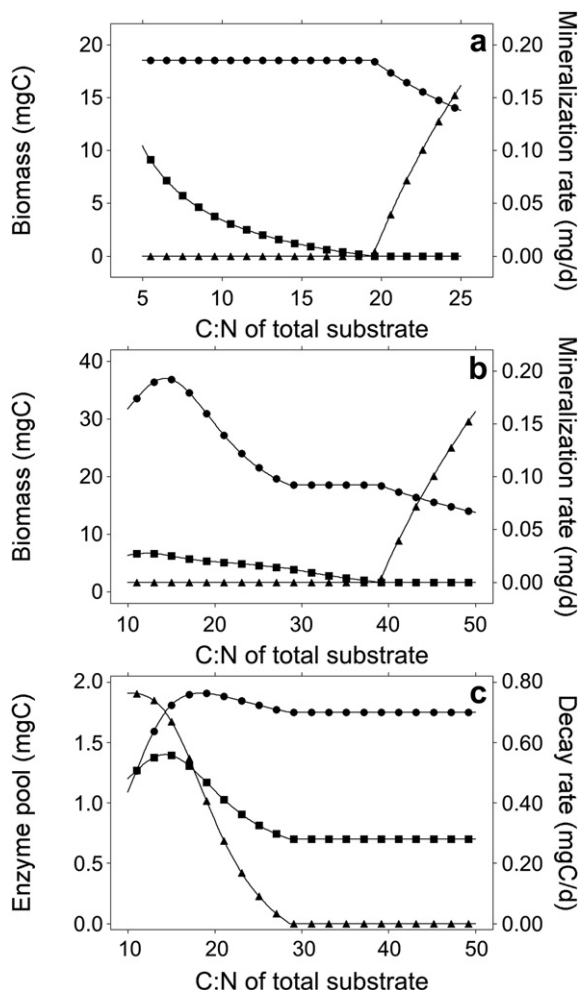 a
Biomass (mgC)
20
15
10
5
0
Mineralization rate (mg/d)
0.20
0.15
0.10
0.05
0.00
5 10 15 20 25
C:N of total substrate
b
Biomass (mgC)
40
30
20
10
0
Mineralization rate (mg/d)
0.20
0.15
0.10
0.05
0.00
10 20 30 40 50
C:N of total substrate
c
Enzyme pool (mgC)
2.0
1.5
1.0
0.5
0.0
Decay rate (mgC/d)
0.80
0.60
0.40
0.20
0.00
10 20 30 40 50
C:N of total substrate